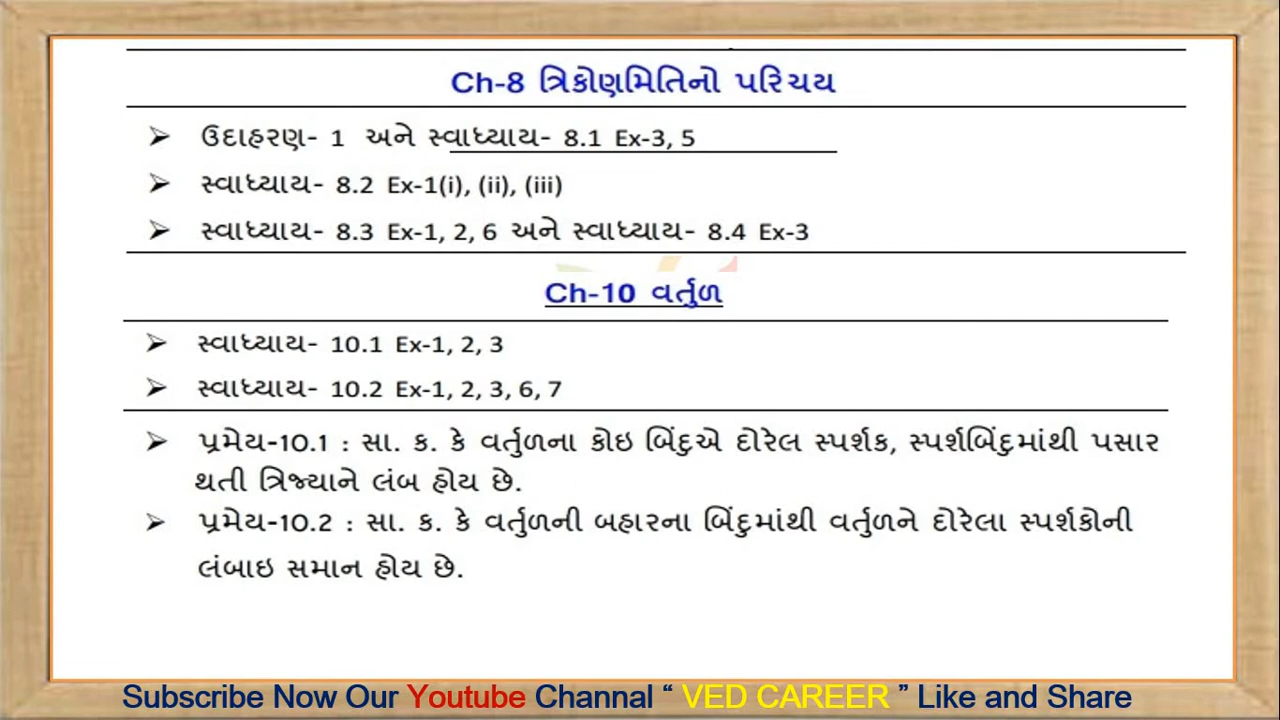 Ch-8 ત્રિકોણમિતિનો પરિચય
➢ ઉદાહરણ- 1 અને સ્વાધ્યાય- 8.1 Ex-3, 5
➢ સ્વાધ્યાય- 8.2 Ex-1(i), (ii), (iii)
➢ સ્વાધ્યાય- 8.3 Ex-1, 2, 6 અને સ્વાધ્યાય- 8.4 Ex-3
Ch-10 વર્તુળ
➢ સ્વાધ્યાય- 10.1 Ex-1, 2, 3
➢ સ્વાધ્યાય- 10.2 Ex-1, 2, 3, 6, 7
➢ પ્રમેય-10.1 : સા. ક. કે વર્તુળના કોઇ બિંદુએ દોરેલ સ્પર્શક, સ્પર્શબિંદુમાંથી પસાર
થતી ત્રિજ્યાને લંબ હોય છે.
➢ પ્રમેય-10.2 : સા. ક. કે વર્તુળની બહારના બિંદુમાંથી વર્તુળને દોરેલા સ્પર્શકોની
લંબાઇ સમાન હોય છે.
Subscribe Now Our Youtube Channal “ VED CAREER ” Like and Share